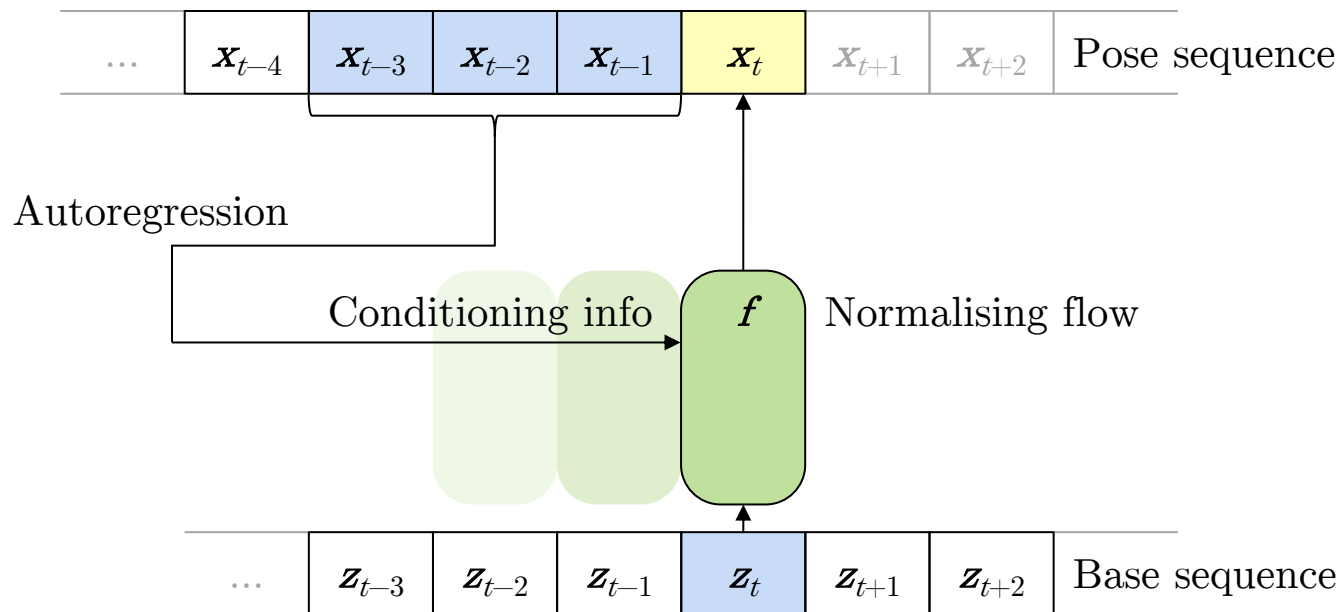 ... x_{t−4} x_{t−3} x_{t−2} x_{t−1} x_t x_{t+1} x_{t+2} Pose sequence
Autoregression
Conditioning info f Normalising flow
... z_{t−3} z_{t−2} z_{t−1} z_t z_{t+1} z_{t+2} Base sequence